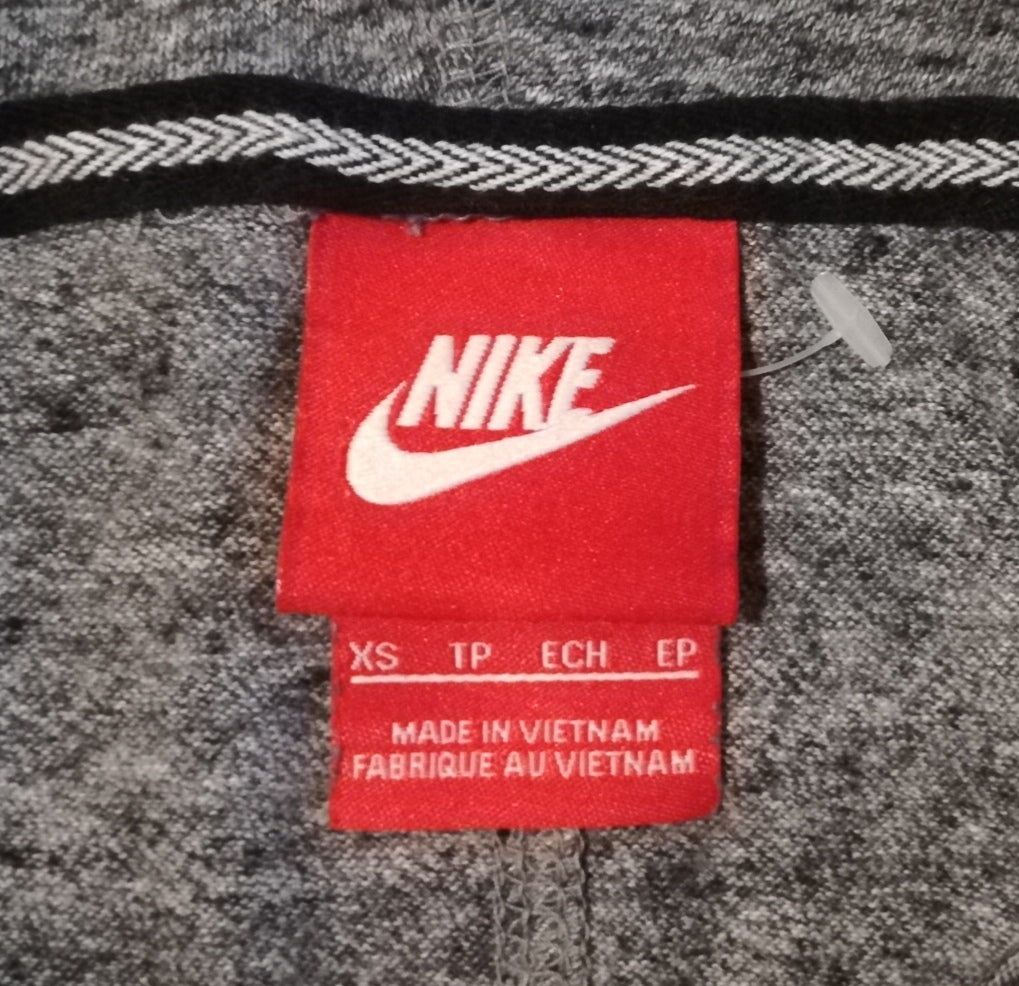 NIKE
XS TP ECH EP
MADE IN VIETNAM
FABRIQUE AU VIETNAM